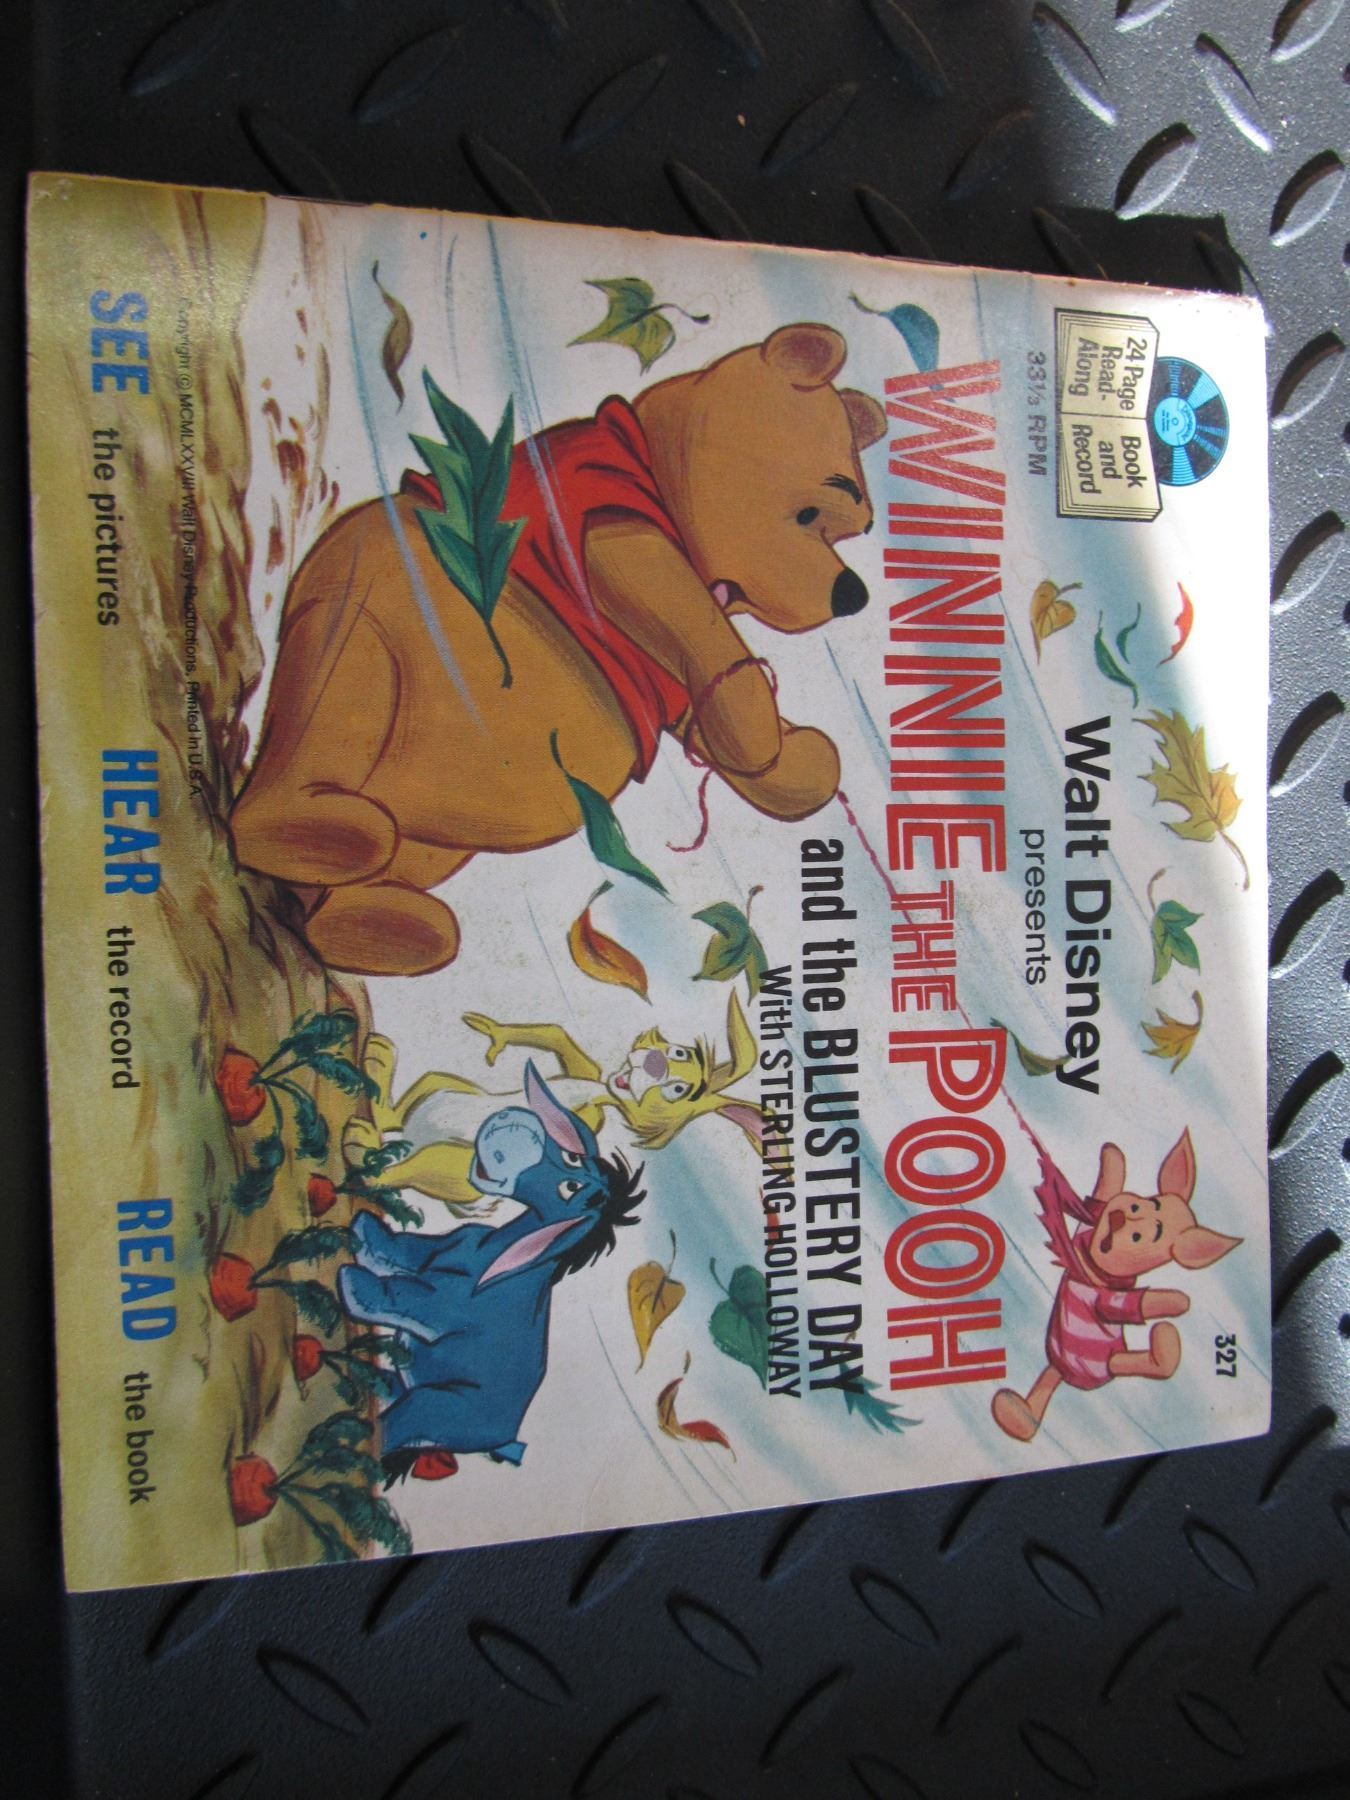 24 Page Book
Read- and
Along Record
33⅓ RPM
327
Walt Disney
presents
WINNIE THE POOH
and the BLUSTERY DAY
With STERLING HOLLOWAY
Copyright © MCMLXXVIII Walt Disney Productions, Printed in U.S.A.
SEE the pictures HEAR the record READ the book